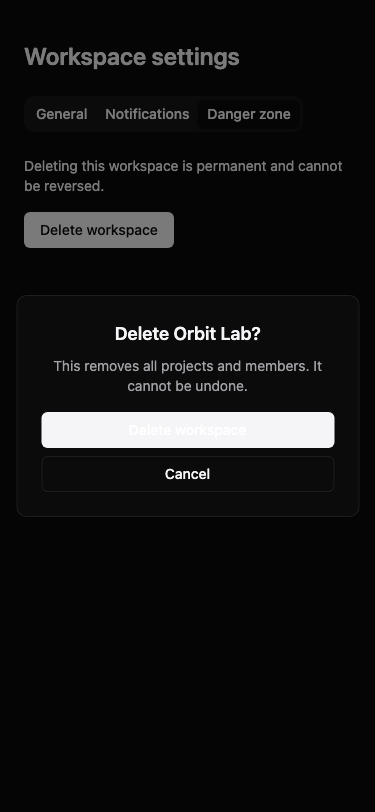 Workspace settings
General Notifications Danger zone
Deleting this workspace is permanent and cannot
be reversed.
Delete workspace
Delete Orbit Lab?
This removes all projects and members. It
cannot be undone.
Delete workspace
Cancel